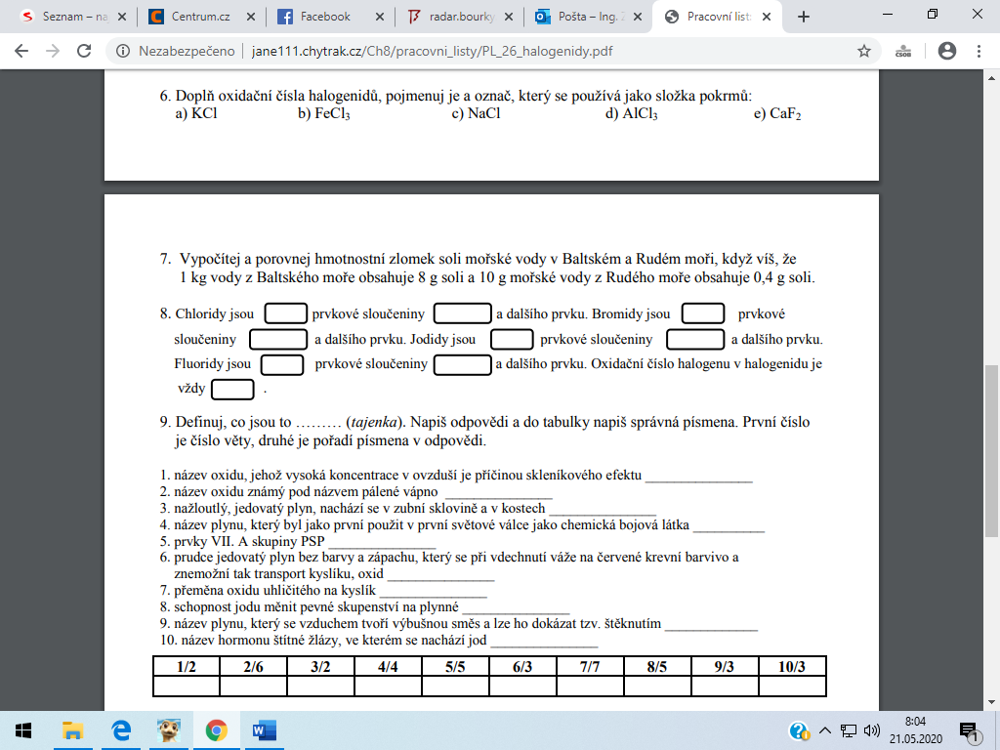 Seznam – na
Centrum.cz
Facebook
radar.bourky
Pošta – Ing. Z
Pracovní list
Nezabezpečeno
jane111.chytrak.cz/Ch8/pracovni_listy/PL_26_halogenidy.pdf
ČSOB
6. Doplň oxidační čísla halogenidů, pojmenuj je a označ, který se používá jako složka pokrmů:
a) KCl b) FeCl₃ c) NaCl d) AlCl₃ e) CaF₂
7. Vypočítej a porovnej hmotnostní zlomek soli mořské vody v Baltském a Rudém moři, když víš, že
1 kg vody z Baltského moře obsahuje 8 g soli a 10 g mořské vody z Rudého moře obsahuje 0,4 g soli.
8. Chloridy jsou prvkové sloučeniny a dalšího prvku. Bromidy jsou prvkové
sloučeniny a dalšího prvku. Jodidy jsou prvkové sloučeniny a dalšího prvku.
Fluoridy jsou prvkové sloučeniny a dalšího prvku. Oxidační číslo halogenu v halogenidu je
vždy .
9. Definuj, co jsou to ……… (tajenka). Napiš odpovědi a do tabulky napiš správná písmena. První číslo
je číslo věty, druhé je pořadí písmena v odpovědi.
1. název oxidu, jehož vysoká koncentrace v ovzduší je příčinou skleníkového efektu _______________
2. název oxidu známý pod názvem pálené vápno _______________
3. nažloutlý, jedovatý plyn, nachází se v zubní sklovině a v kostech _______________
4. název plynu, který byl jako první použit v první světové válce jako chemická bojová látka __________
5. prvky VII. A skupiny PSP _______________
6. prudce jedovatý plyn bez barvy a zápachu, který se při vdechnutí váže na červené krevní barvivo a
znemožní tak transport kyslíku, oxid _______________
7. přeměna oxidu uhličitého na kyslík _______________
8. schopnost jodu měnit pevné skupenství na plynné _______________
9. název plynu, který se vzduchem tvoří výbušnou směs a lze ho dokázat tzv. štěknutím _____________
10. název hormonu štítné žlázy, ve kterém se nachází jod _______________
1/2 2/6 3/2 4/4 5/5 6/3 7/7 8/5 9/3 10/3
8:04
21.05.2020
1